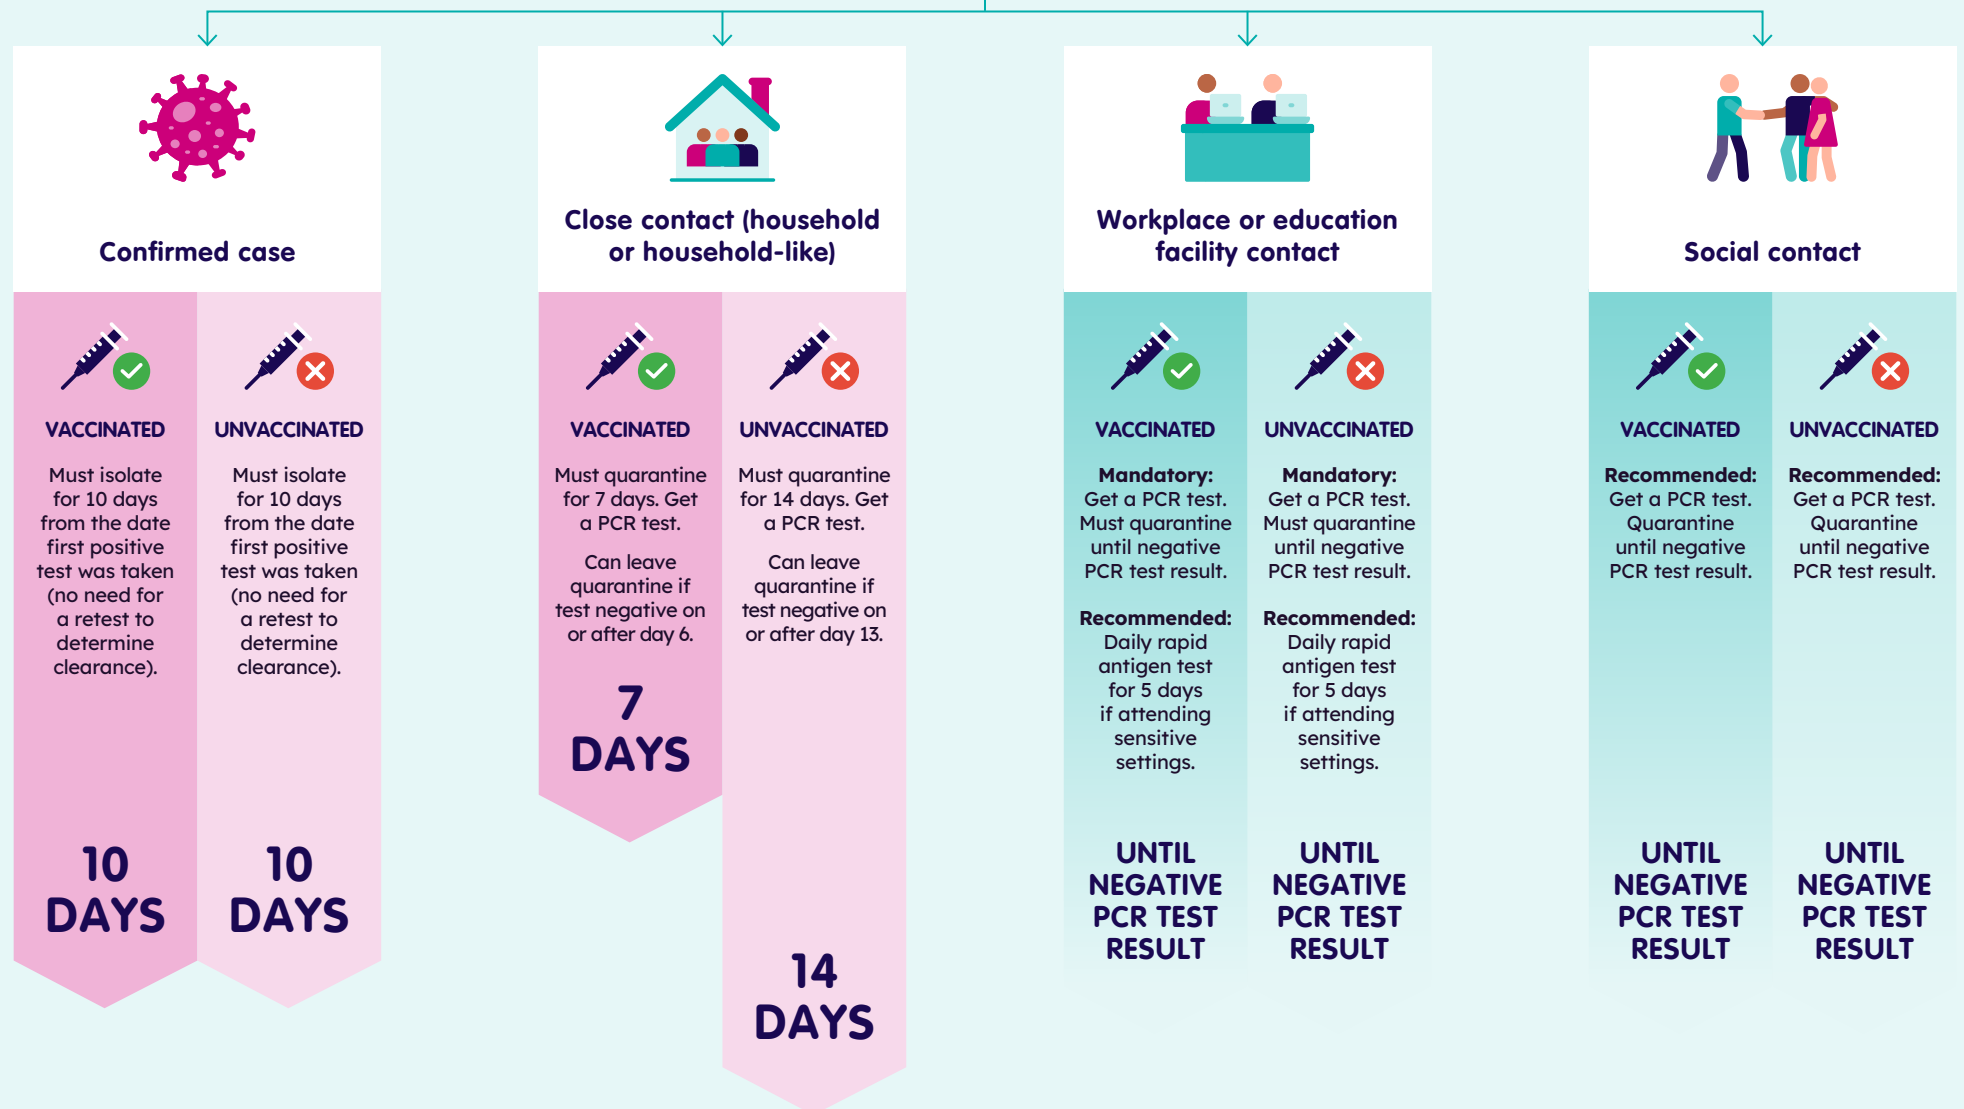 Confirmed case
VACCINATED
Must isolate
for 10 days
from the date
first positive
test was taken
(no need for
a retest to
determine
clearance).
10
DAYS
UNVACCINATED
Must isolate
for 10 days
from the date
first positive
test was taken
(no need for
a retest to
determine
clearance).
10
DAYS
Close contact (household
or household-like)
VACCINATED
Must quarantine
for 7 days. Get
a PCR test.
Can leave
quarantine if
test negative on
or after day 6.
7
DAYS
UNVACCINATED
Must quarantine
for 14 days. Get
a PCR test.
Can leave
quarantine if
test negative on
or after day 13.
14
DAYS
Workplace or education
facility contact
VACCINATED
Mandatory:
Get a PCR test.
Must quarantine
until negative
PCR test result.
Recommended:
Daily rapid
antigen test
for 5 days
if attending
sensitive
settings.
UNTIL
NEGATIVE
PCR TEST
RESULT
UNVACCINATED
Mandatory:
Get a PCR test.
Must quarantine
until negative
PCR test result.
Recommended:
Daily rapid
antigen test
for 5 days
if attending
sensitive
settings.
UNTIL
NEGATIVE
PCR TEST
RESULT
Social contact
VACCINATED
Recommended:
Get a PCR test.
Quarantine
until negative
PCR test result.
UNTIL
NEGATIVE
PCR TEST
RESULT
UNVACCINATED
Recommended:
Get a PCR test.
Quarantine
until negative
PCR test result.
UNTIL
NEGATIVE
PCR TEST
RESULT